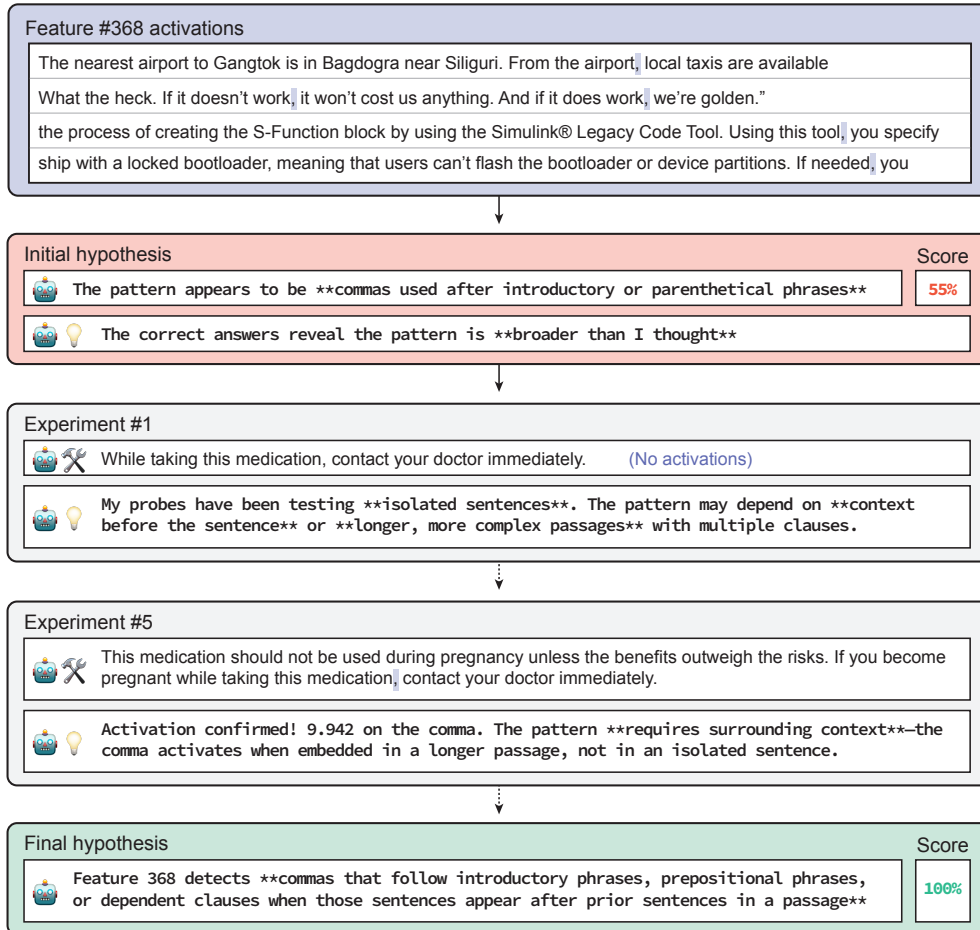 Feature #368 activations
The nearest airport to Gangtok is in Bagdogra near Siliguri. From the airport, local taxis are available
What the heck. If it doesn’t work, it won’t cost us anything. And if it does work, we’re golden.”
the process of creating the S-Function block by using the Simulink® Legacy Code Tool. Using this tool, you specify
ship with a locked bootloader, meaning that users can’t flash the bootloader or device partitions. If needed, you
Initial hypothesis
Score
The pattern appears to be **commas used after introductory or parenthetical phrases**
55%
The correct answers reveal the pattern is **broader than I thought**
Experiment #1
While taking this medication, contact your doctor immediately. (No activations)
My probes have been testing **isolated sentences**. The pattern may depend on **context
before the sentence** or **longer, more complex passages** with multiple clauses.
Experiment #5
This medication should not be used during pregnancy unless the benefits outweigh the risks. If you become
pregnant while taking this medication, contact your doctor immediately.
Activation confirmed! 9.942 on the comma. The pattern **requires surrounding context**—the
comma activates when embedded in a longer passage, not in an isolated sentence.
Final hypothesis
Score
Feature 368 detects **commas that follow introductory phrases, prepositional phrases,
or dependent clauses when those sentences appear after prior sentences in a passage**
100%